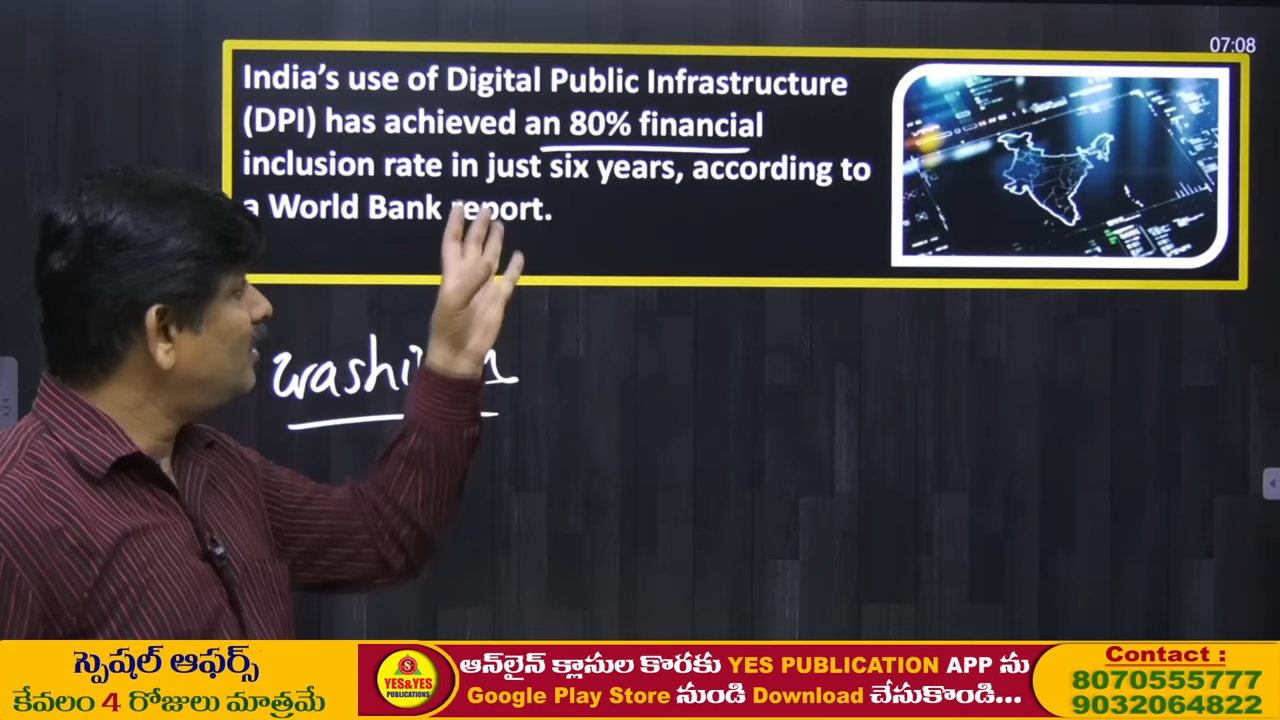 07:08
India's use of Digital Public Infrastructure
(DPI) has achieved an 80% financial
inclusion rate in just six years, according to
a World Bank report.
స్పెషల్ ఆఫర్స్
కేవలం 4 రోజులు మాత్రమే
S
YES&YES
PUBLICATIONS
ఆన్‌లైన్ క్లాసుల కొరకు YES PUBLICATION APP ను
Google Play Store నుండి Download చేసుకొండి...
Contact :
8070555777
9032064822